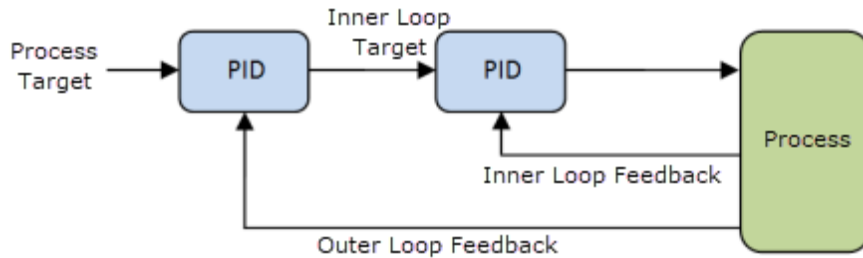 Process
Target
PID
Inner Loop
Target
PID
Process
Inner Loop Feedback
Outer Loop Feedback